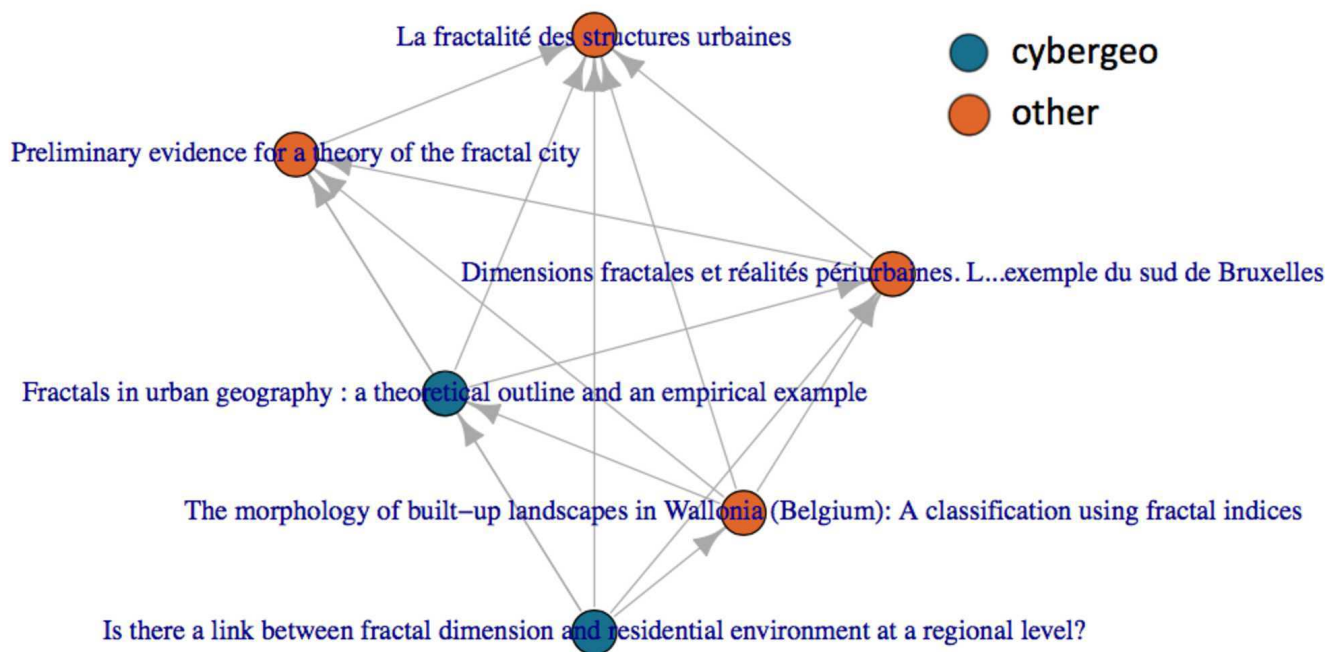 La fractalité des structures urbaines
cybergeo
other
Preliminary evidence for a theory of the fractal city
Dimensions fractales et réalités périurbaines. L...exemple du sud de Bruxelles
Fractals in urban geography : a theoretical outline and an empirical example
The morphology of built−up landscapes in Wallonia (Belgium): A classification using fractal indices
Is there a link between fractal dimension and residential environment at a regional level?